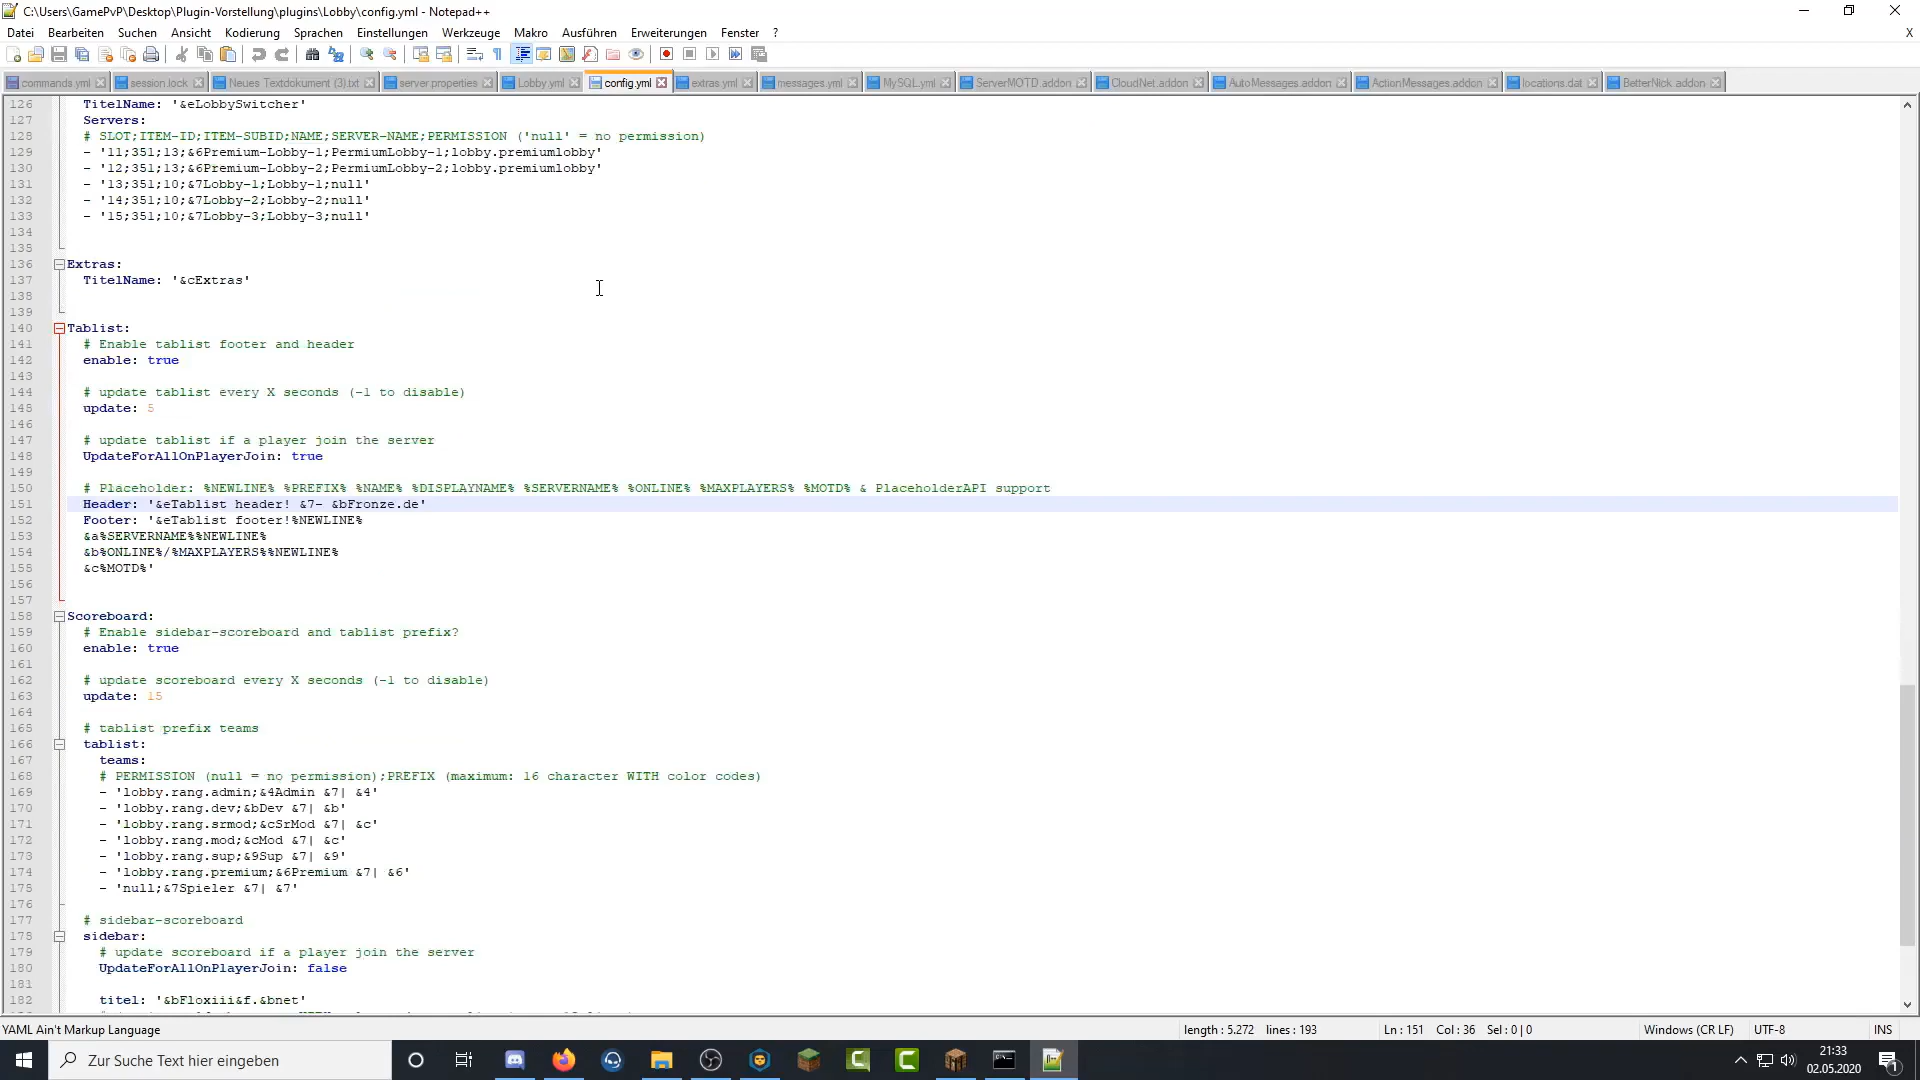 C:\Users\GamePvP\Desktop\Plugin-Vorstellung\plugins\Lobby\config.yml - Notepad++
Datei Bearbeiten Suchen Ansicht Kodierung Sprachen Einstellungen Werkzeuge Makro Ausführen Erweiterungen Fenster ? X
commands.yml session.lock Neues Textdokument (3).txt server.properties Lobby.yml config.yml extras.yml messages.yml MySQL.yml ServerMOTD.addon CloudNet.addon AutoMessages.addon ActionMessages.addon locations.dat BetterNick.addon
126 TitelName: '&eLobbySwitcher'
127 Servers:
128 # SLOT;ITEM-ID;ITEM-SUBID;NAME;SERVER-NAME;PERMISSION ('null' = no permission)
129 - '11;351;13;&6Premium-Lobby-1;PermiumLobby-1;lobby.premiumlobby'
130 - '12;351;13;&6Premium-Lobby-2;PermiumLobby-2;lobby.premiumlobby'
131 - '13;351;10;&7Lobby-1;Lobby-1;null'
132 - '14;351;10;&7Lobby-2;Lobby-2;null'
133 - '15;351;10;&7Lobby-3;Lobby-3;null'
134
135
136 Extras:
137 TitelName: '&cExtras'
138
139
140 Tablist:
141 # Enable tablist footer and header
142 enable: true
143
144 # update tablist every X seconds (-1 to disable)
145 update: 5
146
147 # update tablist if a player join the server
148 UpdateForAllOnPlayerJoin: true
149
150 # Placeholder: %NEWLINE% %PREFIX% %NAME% %DISPLAYNAME% %SERVERNAME% %ONLINE% %MAXPLAYERS% %MOTD% & PlaceholderAPI support
151 Header: '&eTablist header! &7- &bFronze.de'
152 Footer: '&eTablist footer!%NEWLINE%
153 &a%SERVERNAME%%NEWLINE%
154 &b%ONLINE%/%MAXPLAYERS%%NEWLINE%
155 &c%MOTD%'
156
157
158 Scoreboard:
159 # Enable sidebar-scoreboard and tablist prefix?
160 enable: true
161
162 # update scoreboard every X seconds (-1 to disable)
163 update: 15
164
165 # tablist prefix teams
166 tablist:
167 teams:
168 # PERMISSION (null = no permission);PREFIX (maximum: 16 character WITH color codes)
169 - 'lobby.rang.admin;&4Admin &7| &4'
170 - 'lobby.rang.dev;&bDev &7| &b'
171 - 'lobby.rang.srmod;&cSrMod &7| &c'
172 - 'lobby.rang.mod;&cMod &7| &c'
173 - 'lobby.rang.sup;&9Sup &7| &9'
174 - 'lobby.rang.premium;&6Premium &7| &6'
175 - 'null;&7Spieler &7| &7'
176
177 # sidebar-scoreboard
178 sidebar:
179 # update scoreboard if a player join the server
180 UpdateForAllOnPlayerJoin: false
181
182 titel: '&bFloxiii&f.&bnet'
YAML Ain't Markup Language length : 5.272 lines : 193 Ln : 151 Col : 36 Sel : 0 | 0 Windows (CR LF) UTF-8 INS
Zur Suche Text hier eingeben
21:33
02.05.2020
1